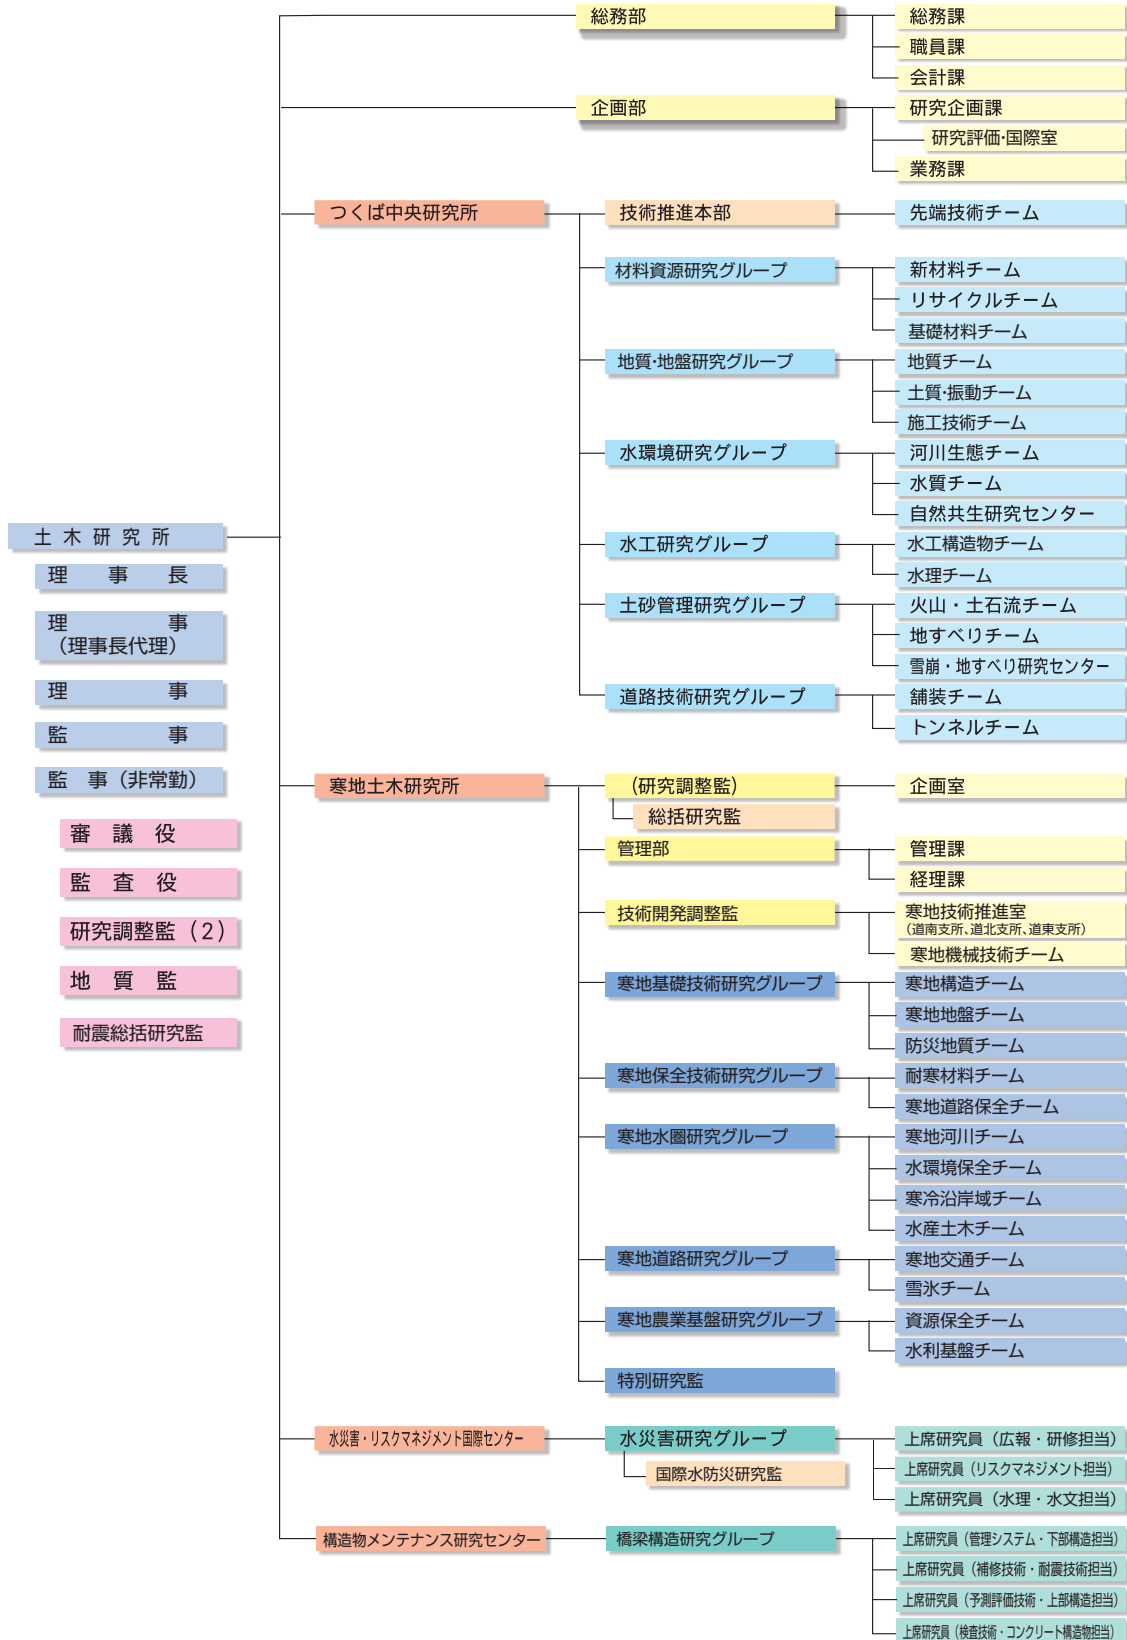 総務部
総務課
職員課
会計課
企画部
研究企画課
研究評価・国際室
業務課
つくば中央研究所
技術推進本部
先端技術チーム
材料資源研究グループ
新材料チーム
リサイクルチーム
基礎材料チーム
地質・地盤研究グループ
地質チーム
土質・振動チーム
施工技術チーム
水環境研究グループ
河川生態チーム
水質チーム
自然共生研究センター
水工研究グループ
水工構造物チーム
水理チーム
土砂管理研究グループ
火山・土石流チーム
地すべりチーム
雪崩・地すべり研究センター
道路技術研究グループ
舗装チーム
トンネルチーム
土木研究所
理事長
理事
（理事長代理）
理事
監事
監事（非常勤）
審議役
監査役
研究調整監（２）
地質監
耐震総括研究監
寒地土木研究所
（研究調整監）
企画室
総括研究監
管理部
管理課
経理課
技術開発調整監
寒地技術推進室
（道南支所、道北支所、道東支所）
寒地機械技術チーム
寒地基礎技術研究グループ
寒地構造チーム
寒地地盤チーム
防災地質チーム
寒地保全技術研究グループ
耐寒材料チーム
寒地道路保全チーム
寒地水圏研究グループ
寒地河川チーム
水環境保全チーム
寒冷沿岸域チーム
水産土木チーム
寒地道路研究グループ
寒地交通チーム
雪氷チーム
寒地農業基盤研究グループ
資源保全チーム
水利基盤チーム
特別研究監
水災害・リスクマネジメント国際センター
水災害研究グループ
上席研究員（広報・研修担当）
国際水防災研究監
上席研究員（リスクマネジメント担当）
上席研究員（水理・水文担当）
構造物メンテナンス研究センター
橋梁構造研究グループ
上席研究員（管理システム・下部構造担当）
上席研究員（補修技術・耐震技術担当）
上席研究員（予測評価技術・上部構造担当）
上席研究員（検査技術・コンクリート構造物担当）